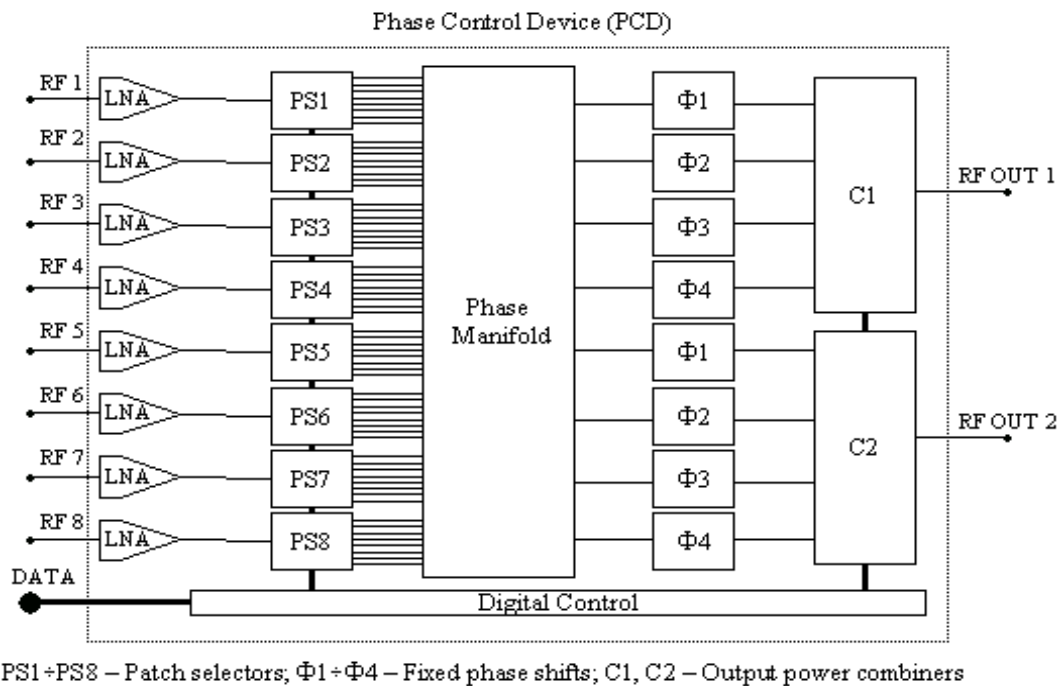 Phase Control Device (PCD)
RF 1
LNA
PS1
Φ1
RF 2
LNA
PS2
Φ2
RF 3
LNA
PS3
Φ3
RF 4
LNA
PS4
Φ4
C1
RF OUT 1
Phase
Manifold
RF 5
LNA
PS5
Φ1
RF 6
LNA
PS6
Φ2
RF 7
LNA
PS7
Φ3
RF 8
LNA
PS8
Φ4
C2
RF OUT 2
DATA
Digital Control
PS1÷PS8 – Patch selectors; Φ1÷Φ4 – Fixed phase shifts; C1, C2 – Output power combiners